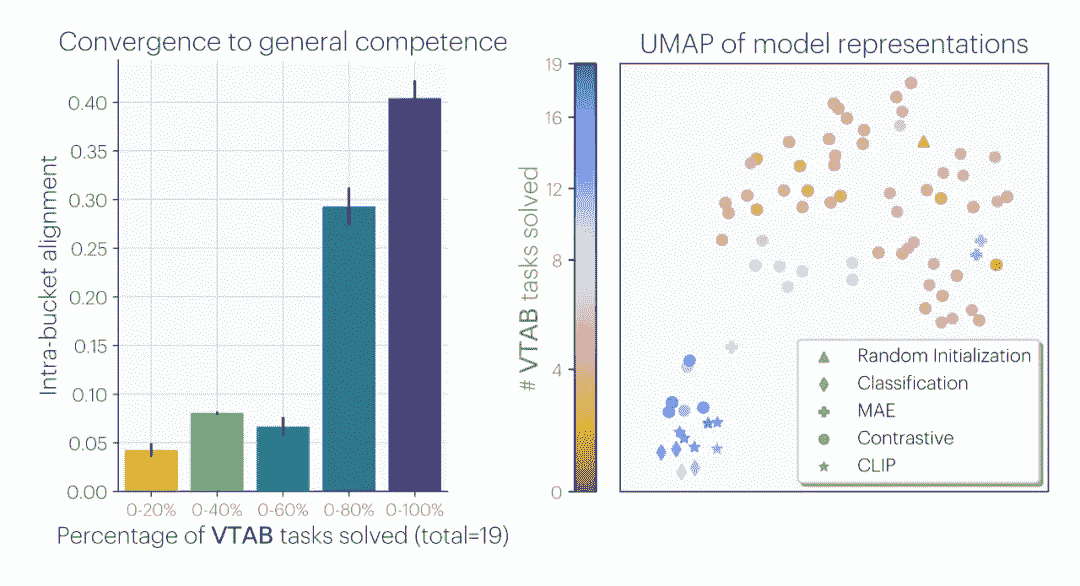 Convergence to general competence
Intra-bucket alignment
0.40
0.35
0.30
0.25
0.20
0.15
0.10
0.05
0.00
0-20% 0-40% 0-60% 0-80% 0-100%
Percentage of VTAB tasks solved (total=19)
# VTAB tasks solved
19
16
12
8
4
0
UMAP of model representations
Random Initialization
Classification
MAE
Contrastive
CLIP